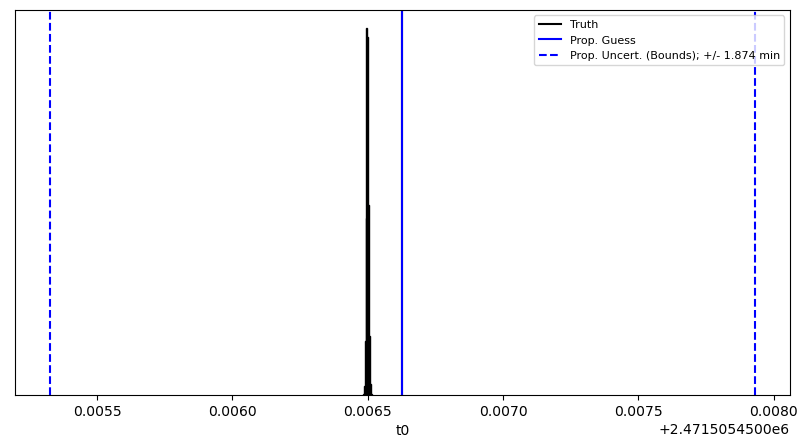 Truth
Prop. Guess
Prop. Uncert. (Bounds); +/- 1.874 min
0.0055 0.0060 0.0065 0.0070 0.0075 0.0080
t0
+2.4715054500e6